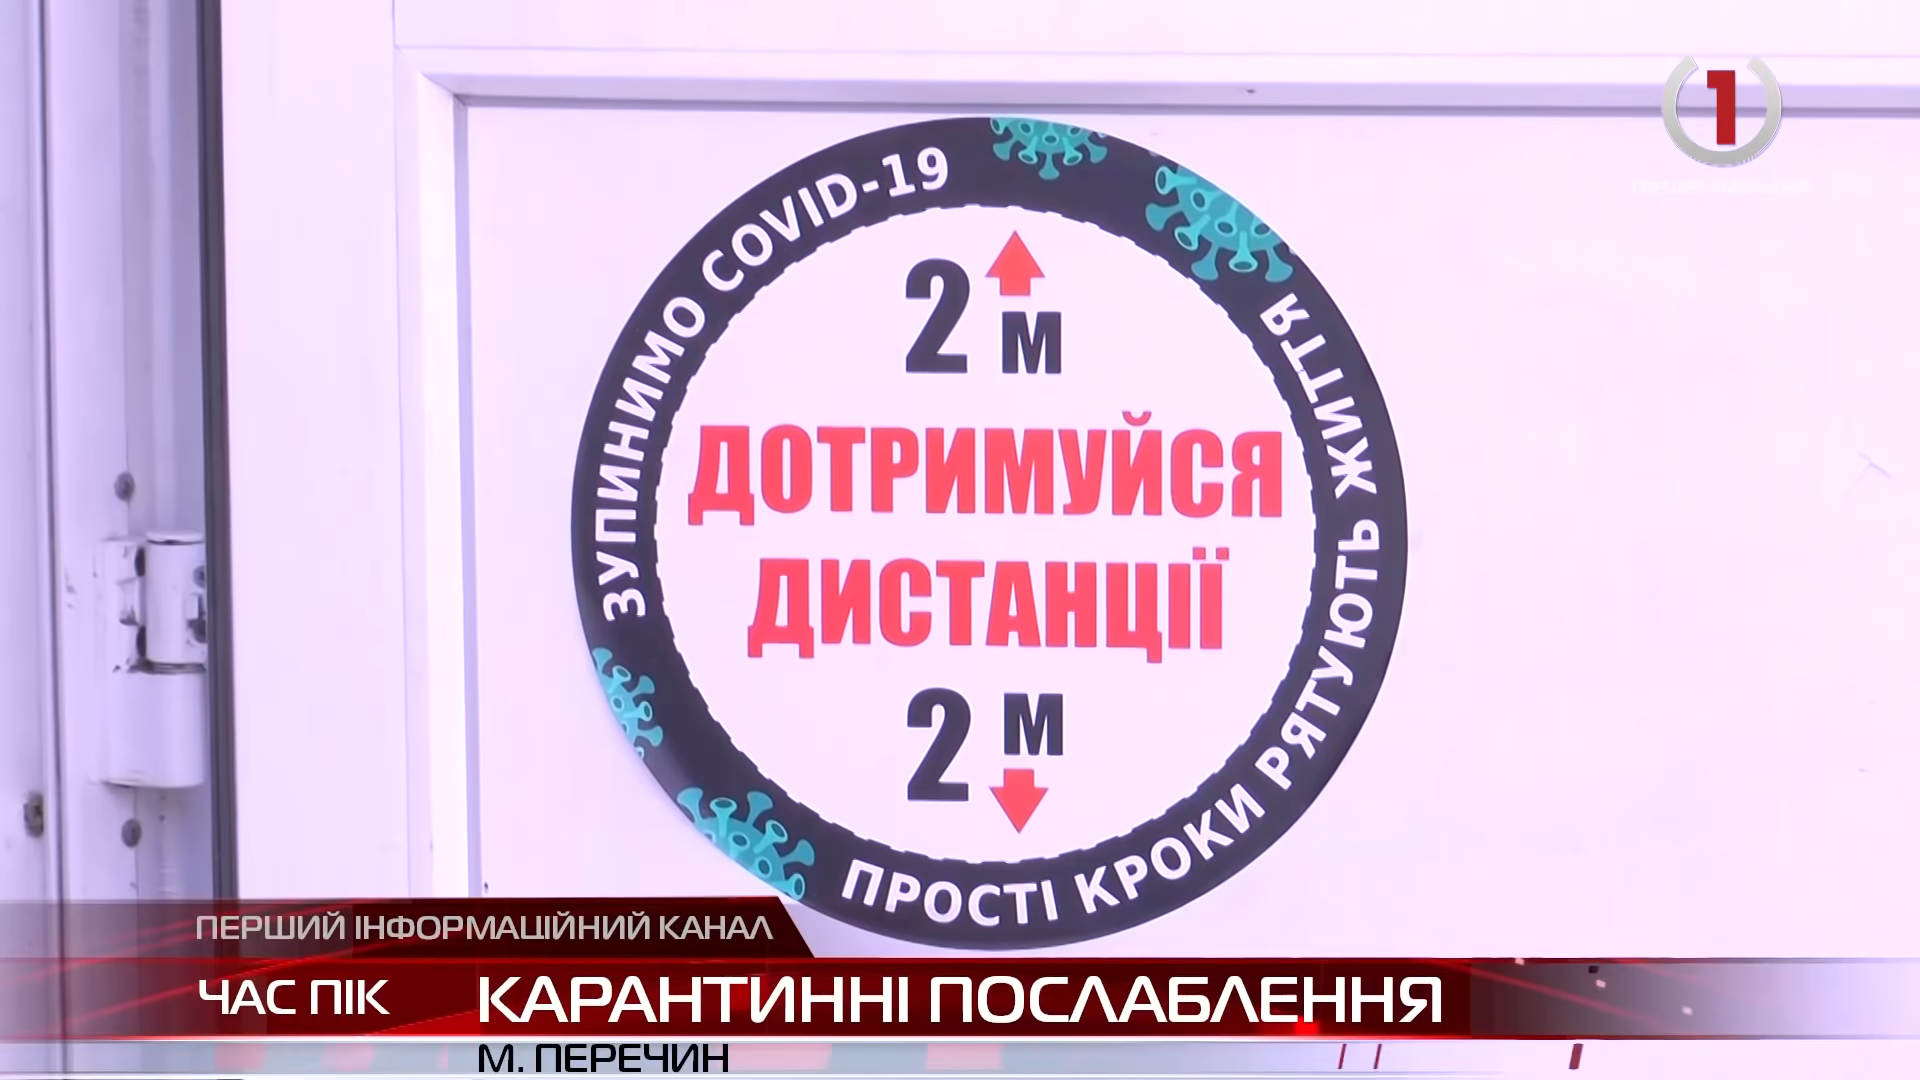 1
ЗУПИНИМО COVID-19
2 м
ДОТРИМУЙСЯ
ДИСТАНЦІЇ
2 м
ПРОСТІ КРОКИ РЯТУЮТЬ ЖИТТЯ
ПЕРШИЙ ІНФОРМАЦІЙНИЙ КАНАЛ
ЧАС ПІК КАРАНТИННІ ПОСЛАБЛЕННЯ
М. ПЕРЕЧИН